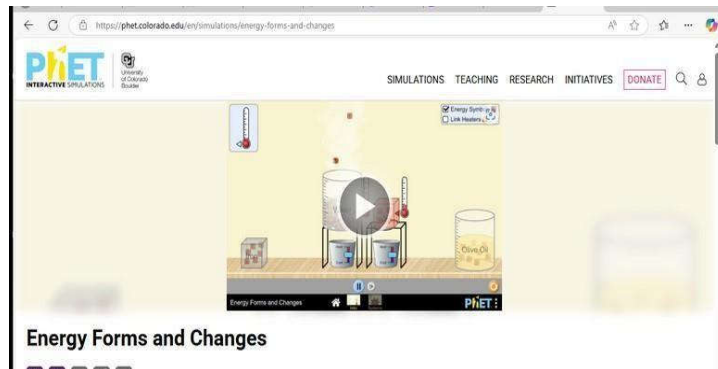 https://phet.colorado.edu/en/simulations/energy-forms-and-changes
PhET
INTERACTIVE SIMULATIONS
University
of Colorado
Boulder
SIMULATIONS TEACHING RESEARCH INITIATIVES DONATE
Energy
Link Heaters
Olive Oil
Energy Forms and Changes
PhET
Energy Forms and Changes